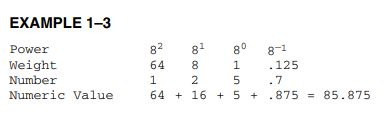 EXAMPLE 1–3
Power 8² 8¹ 8⁰ 8⁻¹
Weight 64 8 1 .125
Number 1 2 5 .7
Numeric Value 64 + 16 + 5 + .875 = 85.875